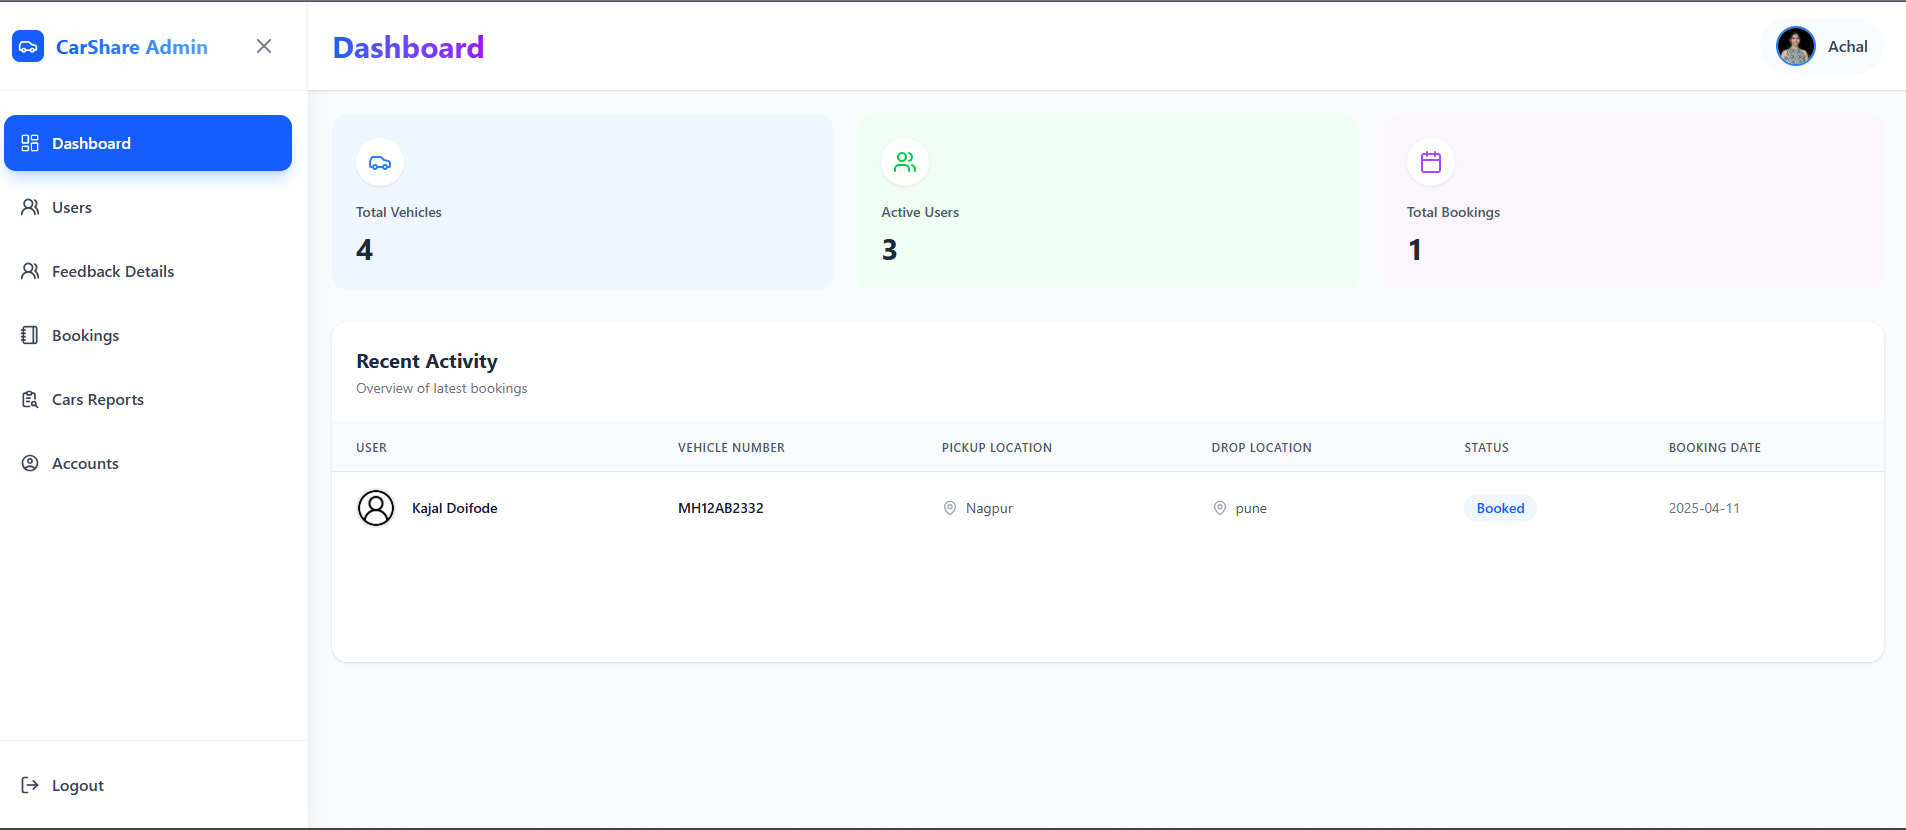 CarShare Admin
Dashboard
Achal
Dashboard
Users
Feedback Details
Bookings
Cars Reports
Accounts
Logout
Total Vehicles
4
Active Users
3
Total Bookings
1
Recent Activity
Overview of latest bookings
USER VEHICLE NUMBER PICKUP LOCATION DROP LOCATION STATUS BOOKING DATE
Kajal Doifode MH12AB2332 Nagpur pune Booked 2025-04-11